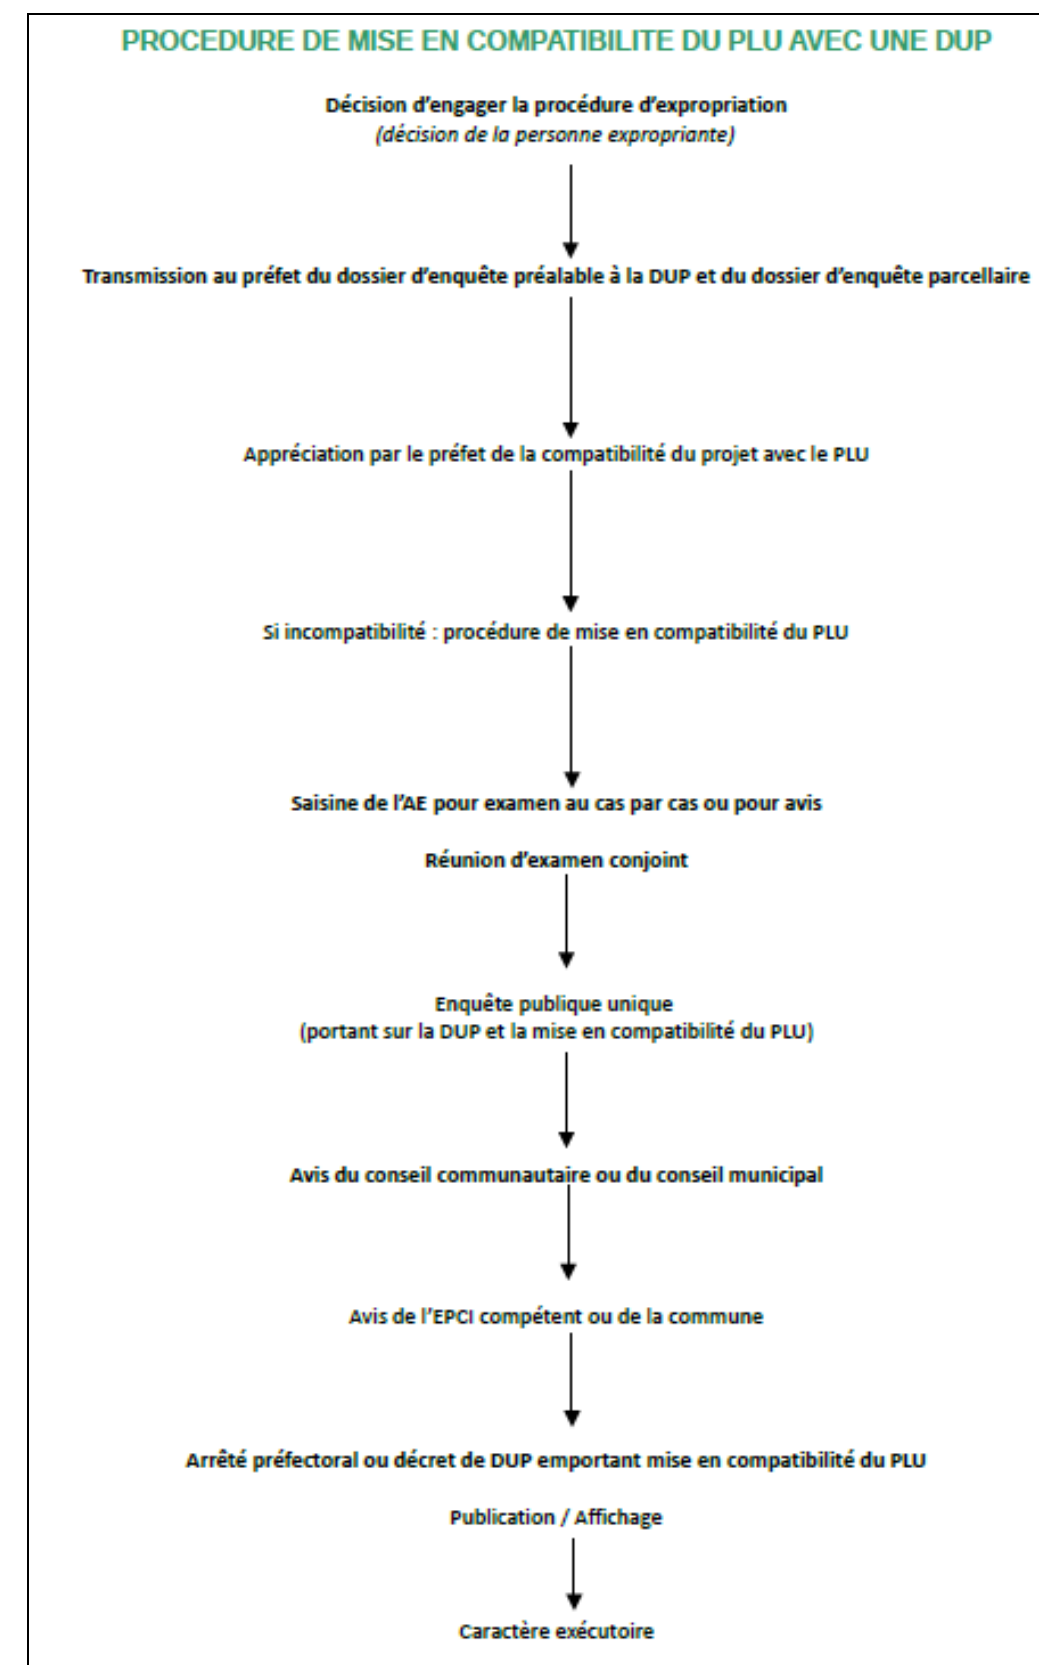 PROCEDURE DE MISE EN COMPATIBILITE DU PLU AVEC UNE DUP
Décision d'engager la procédure d'expropriation
(décision de la personne expropriante)
Transmission au préfet du dossier d'enquête préalable à la DUP et du dossier d'enquête parcellaire
Appréciation par le préfet de la compatibilité du projet avec le PLU
Si incompatibilité : procédure de mise en compatibilité du PLU
Saisine de l'AE pour examen au cas par cas ou pour avis
Réunion d'examen conjoint
Enquête publique unique
(portant sur la DUP et la mise en compatibilité du PLU)
Avis du conseil communautaire ou du conseil municipal
Avis de l'EPCI compétent ou de la commune
Arrêté préfectoral ou décret de DUP emportant mise en compatibilité du PLU
Publication / Affichage
Caractère exécutoire